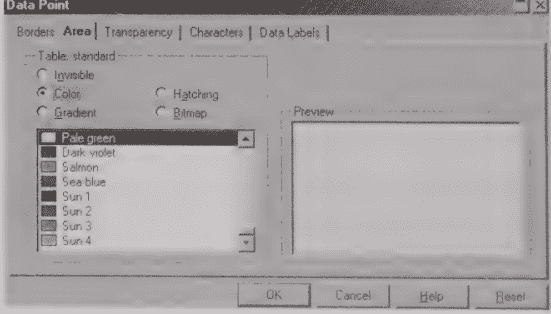 Data Point
Borders Area Transparency Characters Data Labels
Table, standard
Invisible
Color Hatching
Gradient Bitmap
Preview
Pale green
Dark violet
Salmon
Sea blue
Sun 1
Sun 2
Sun 3
Sun 4
OK Cancel Help Reset